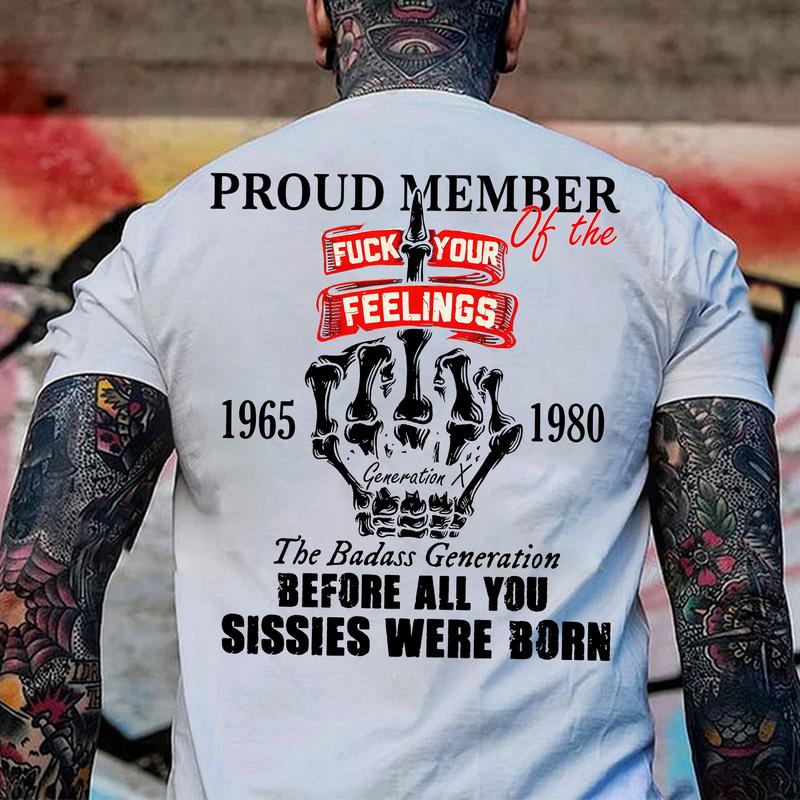 PROUD MEMBER
Of the
FUCK YOUR
FEELINGS
1965 1980
Generation X
The Badass Generation
BEFORE ALL YOU
SISSIES WERE BORN